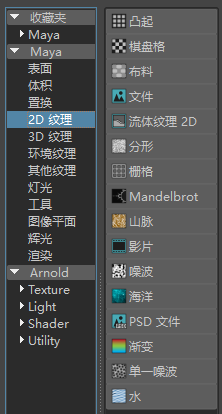 收藏夹
Maya
Maya
表面
体积
置换
2D 纹理
3D 纹理
环境纹理
其他纹理
灯光
工具
图像平面
辉光
渲染
Arnold
Texture
Light
Shader
Utility
凸起
棋盘格
布料
文件
流体纹理 2D
分形
栅格
Mandelbrot
山脉
影片
噪波
海洋
PSD 文件
渐变
单一噪波
水